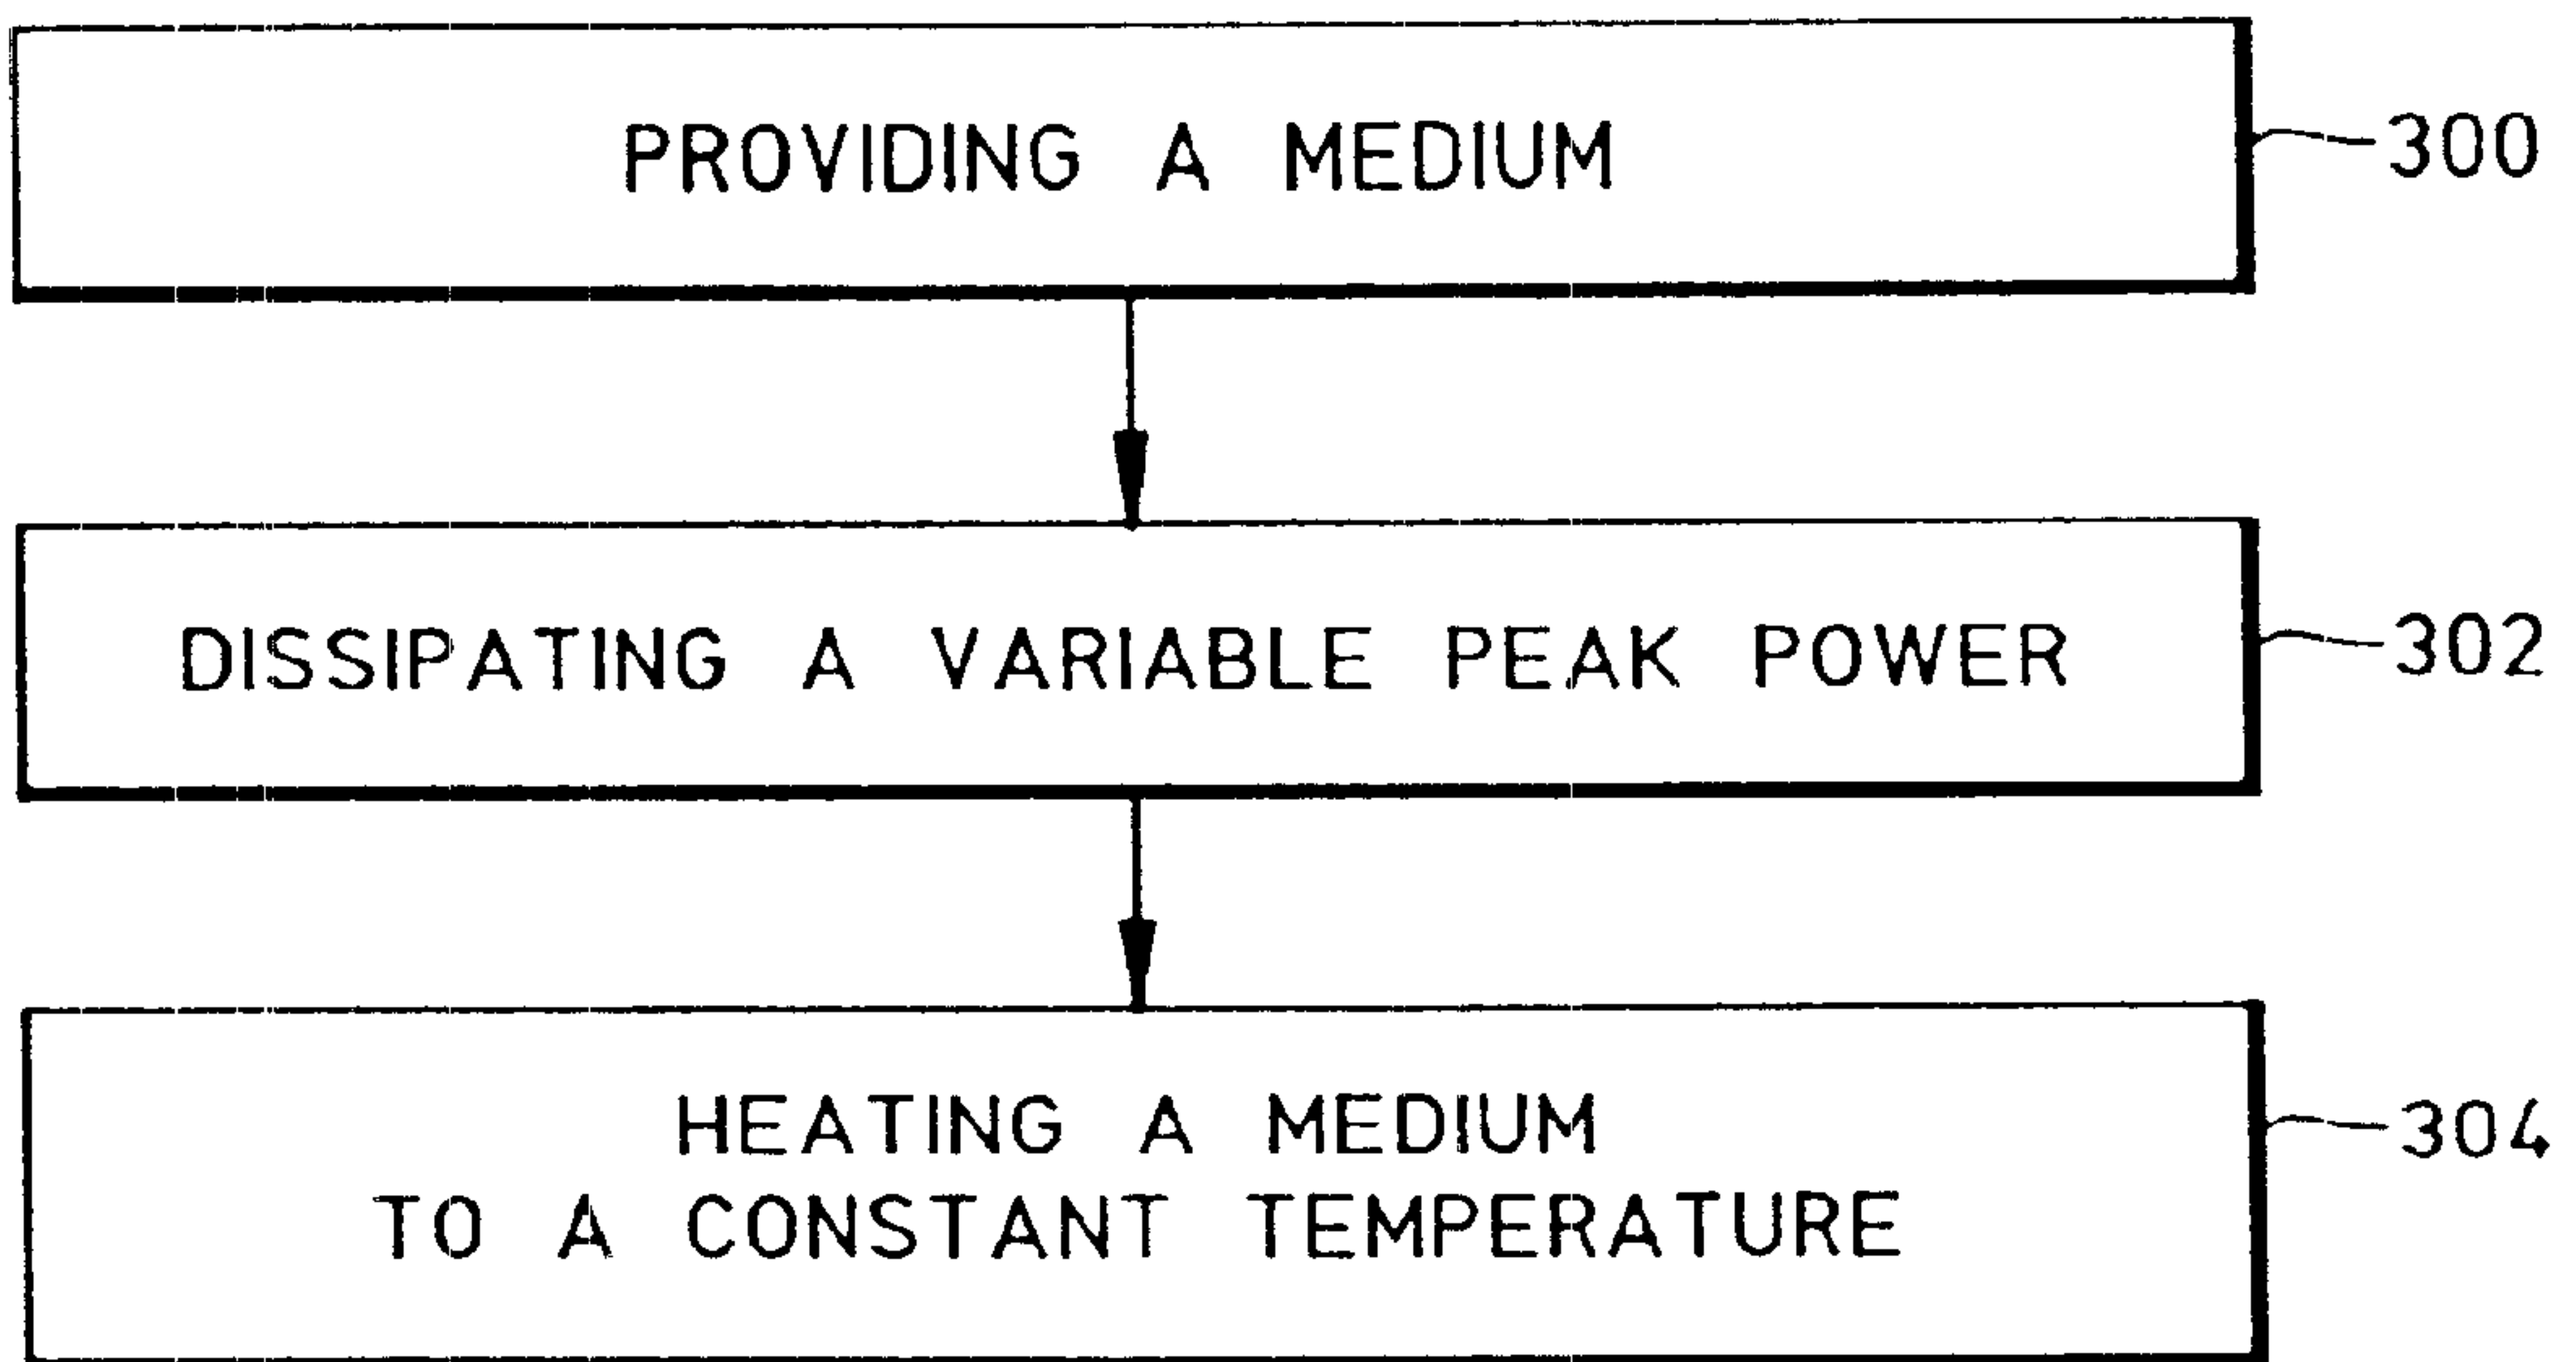 PROVIDING A MEDIUM
300
DISSIPATING A VARIABLE PEAK POWER
302
HEATING A MEDIUM
304
TO A CONSTANT TEMPERATURE